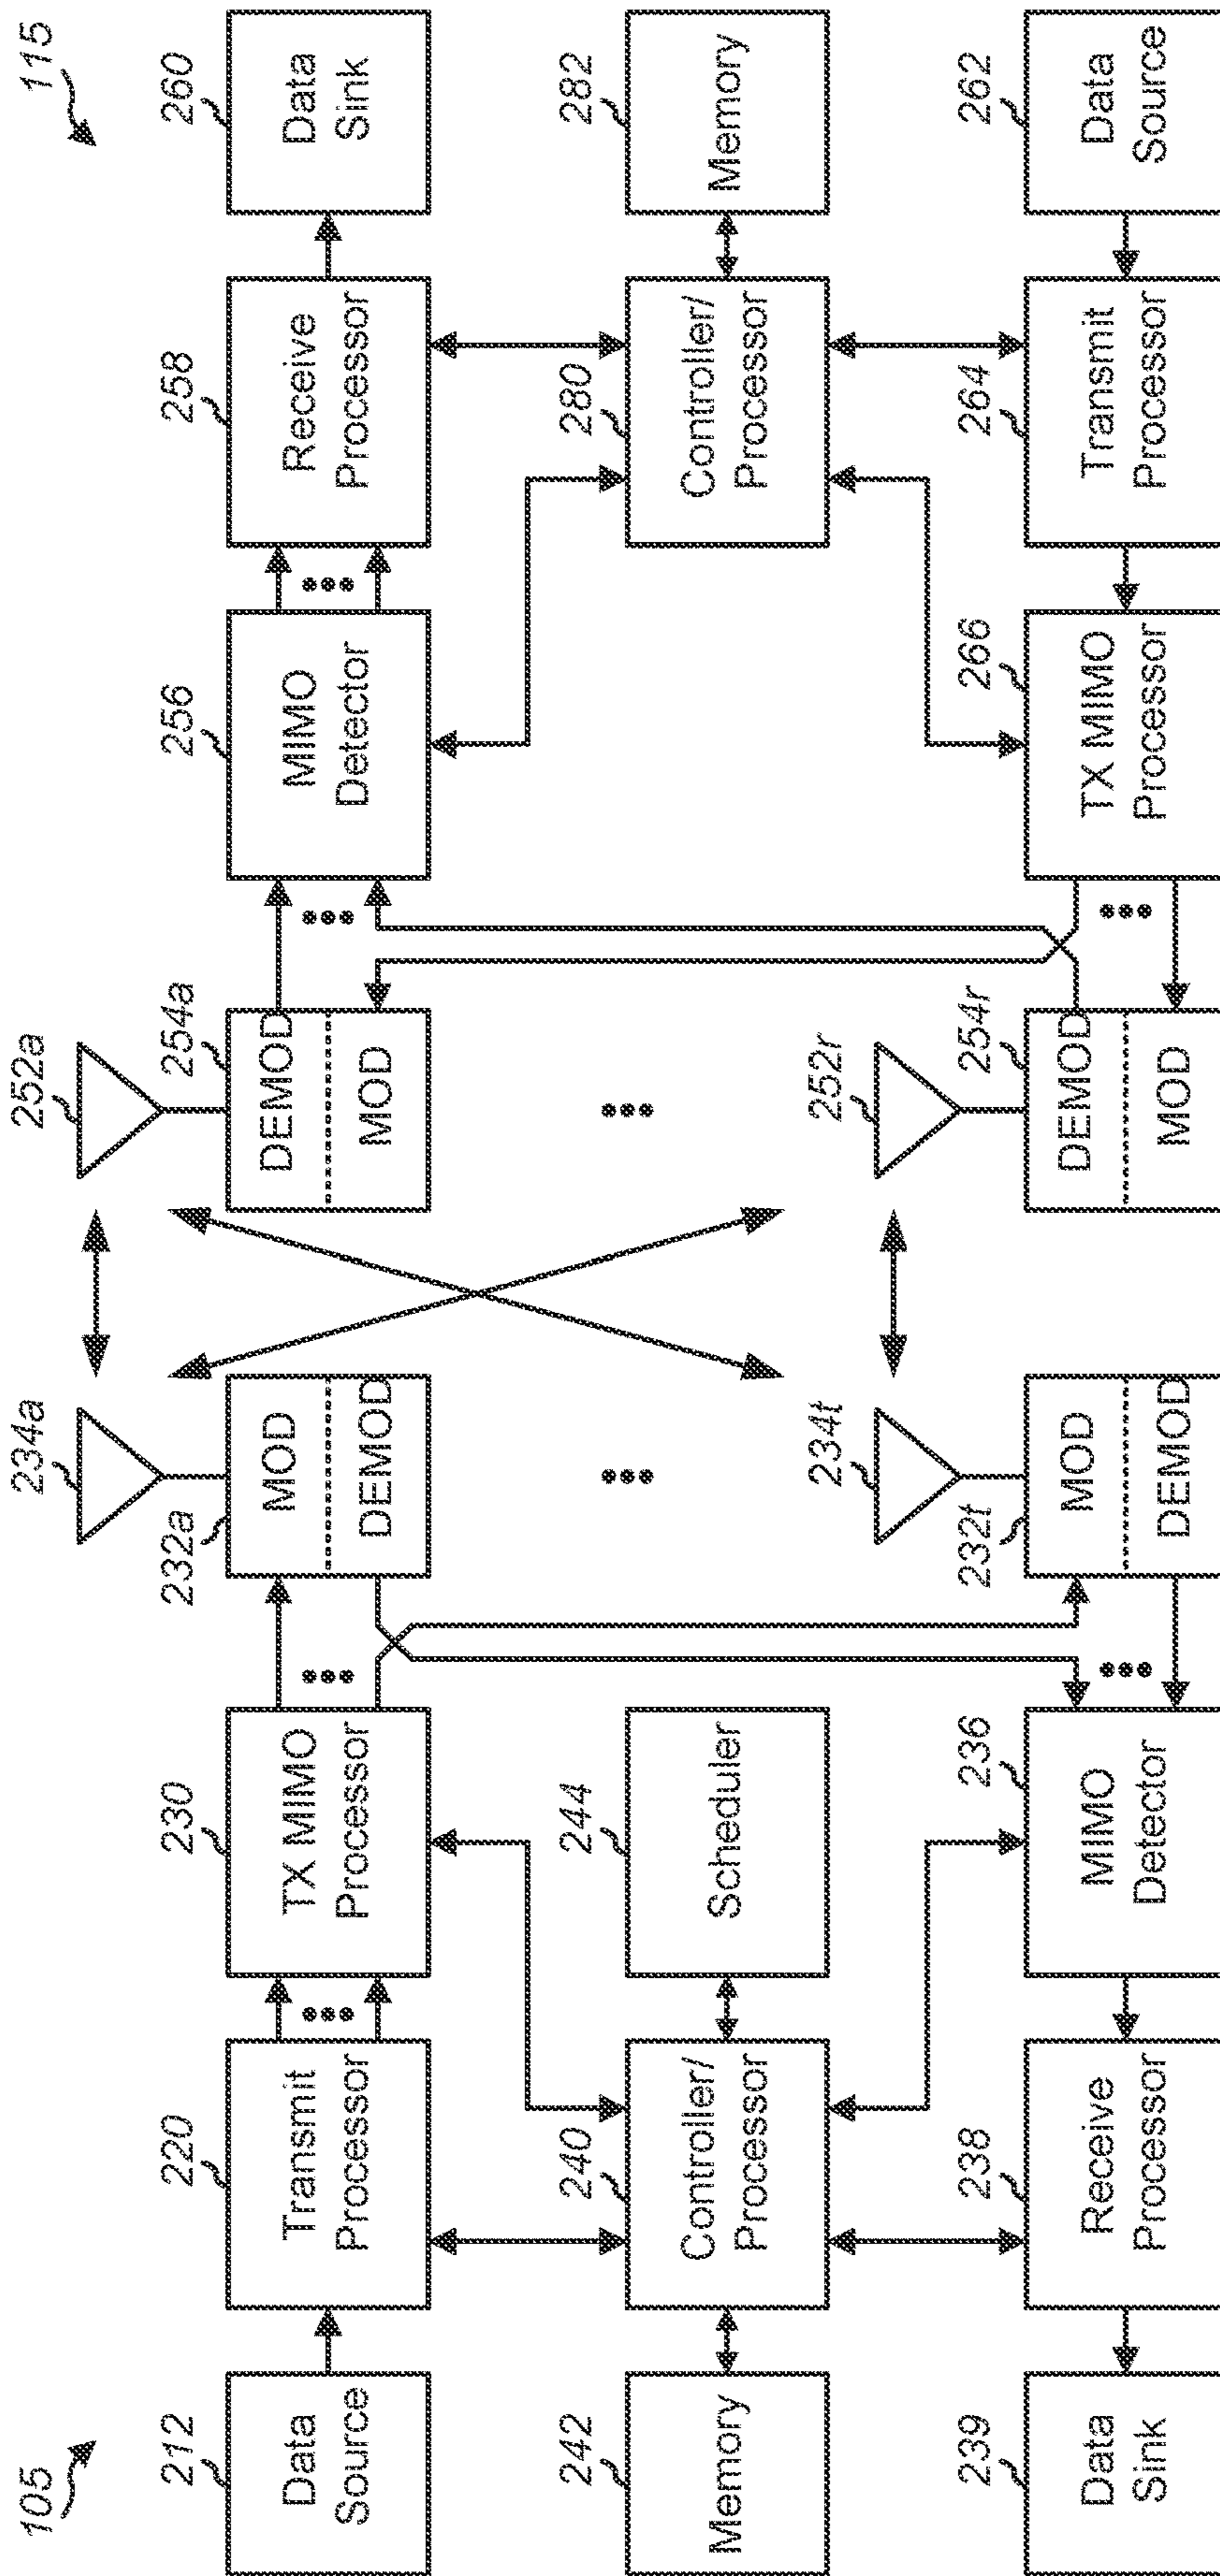 105
115
234a
252a
212
Data
Source
220
Transmit
Processor
230
TX MIMO
Processor
232a
MOD
DEMOD
254a
DEMOD
MOD
256
MIMO
Detector
258
Receive
Processor
260
Data
Sink
242
Memory
240
Controller/
Processor
244
Scheduler
280
Controller/
Processor
282
Memory
234t
252r
239
Data
Sink
238
Receive
Processor
236
MIMO
Detector
232t
MOD
DEMOD
254r
DEMOD
MOD
266
TX MIMO
Processor
264
Transmit
Processor
262
Data
Source